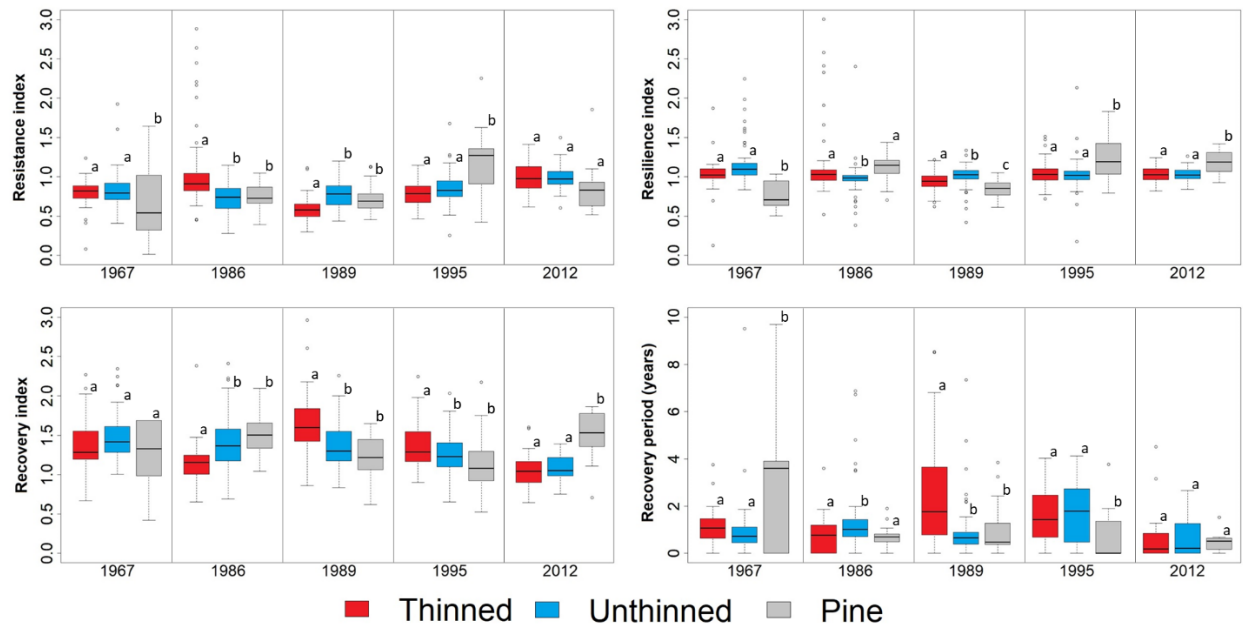 Resistance index
3.0
2.5
2.0
1.5
1.0
0.5
0.0
a a b
a b b
a b b
a a b
a a a
1967 1986 1989 1995 2012
Resilience index
3.0
2.5
2.0
1.5
1.0
0.5
0.0
a a b
a b a
a b c
a a b
a a b
1967 1986 1989 1995 2012
Recovery index
3.0
2.5
2.0
1.5
1.0
0.5
0.0
a a a
a b b
a b b
a b b
a a b
1967 1986 1989 1995 2012
Recovery period (years)
10
8
6
4
2
0
a a b
a b a
a b b
a a b
a a a
1967 1986 1989 1995 2012
Thinned Unthinned Pine